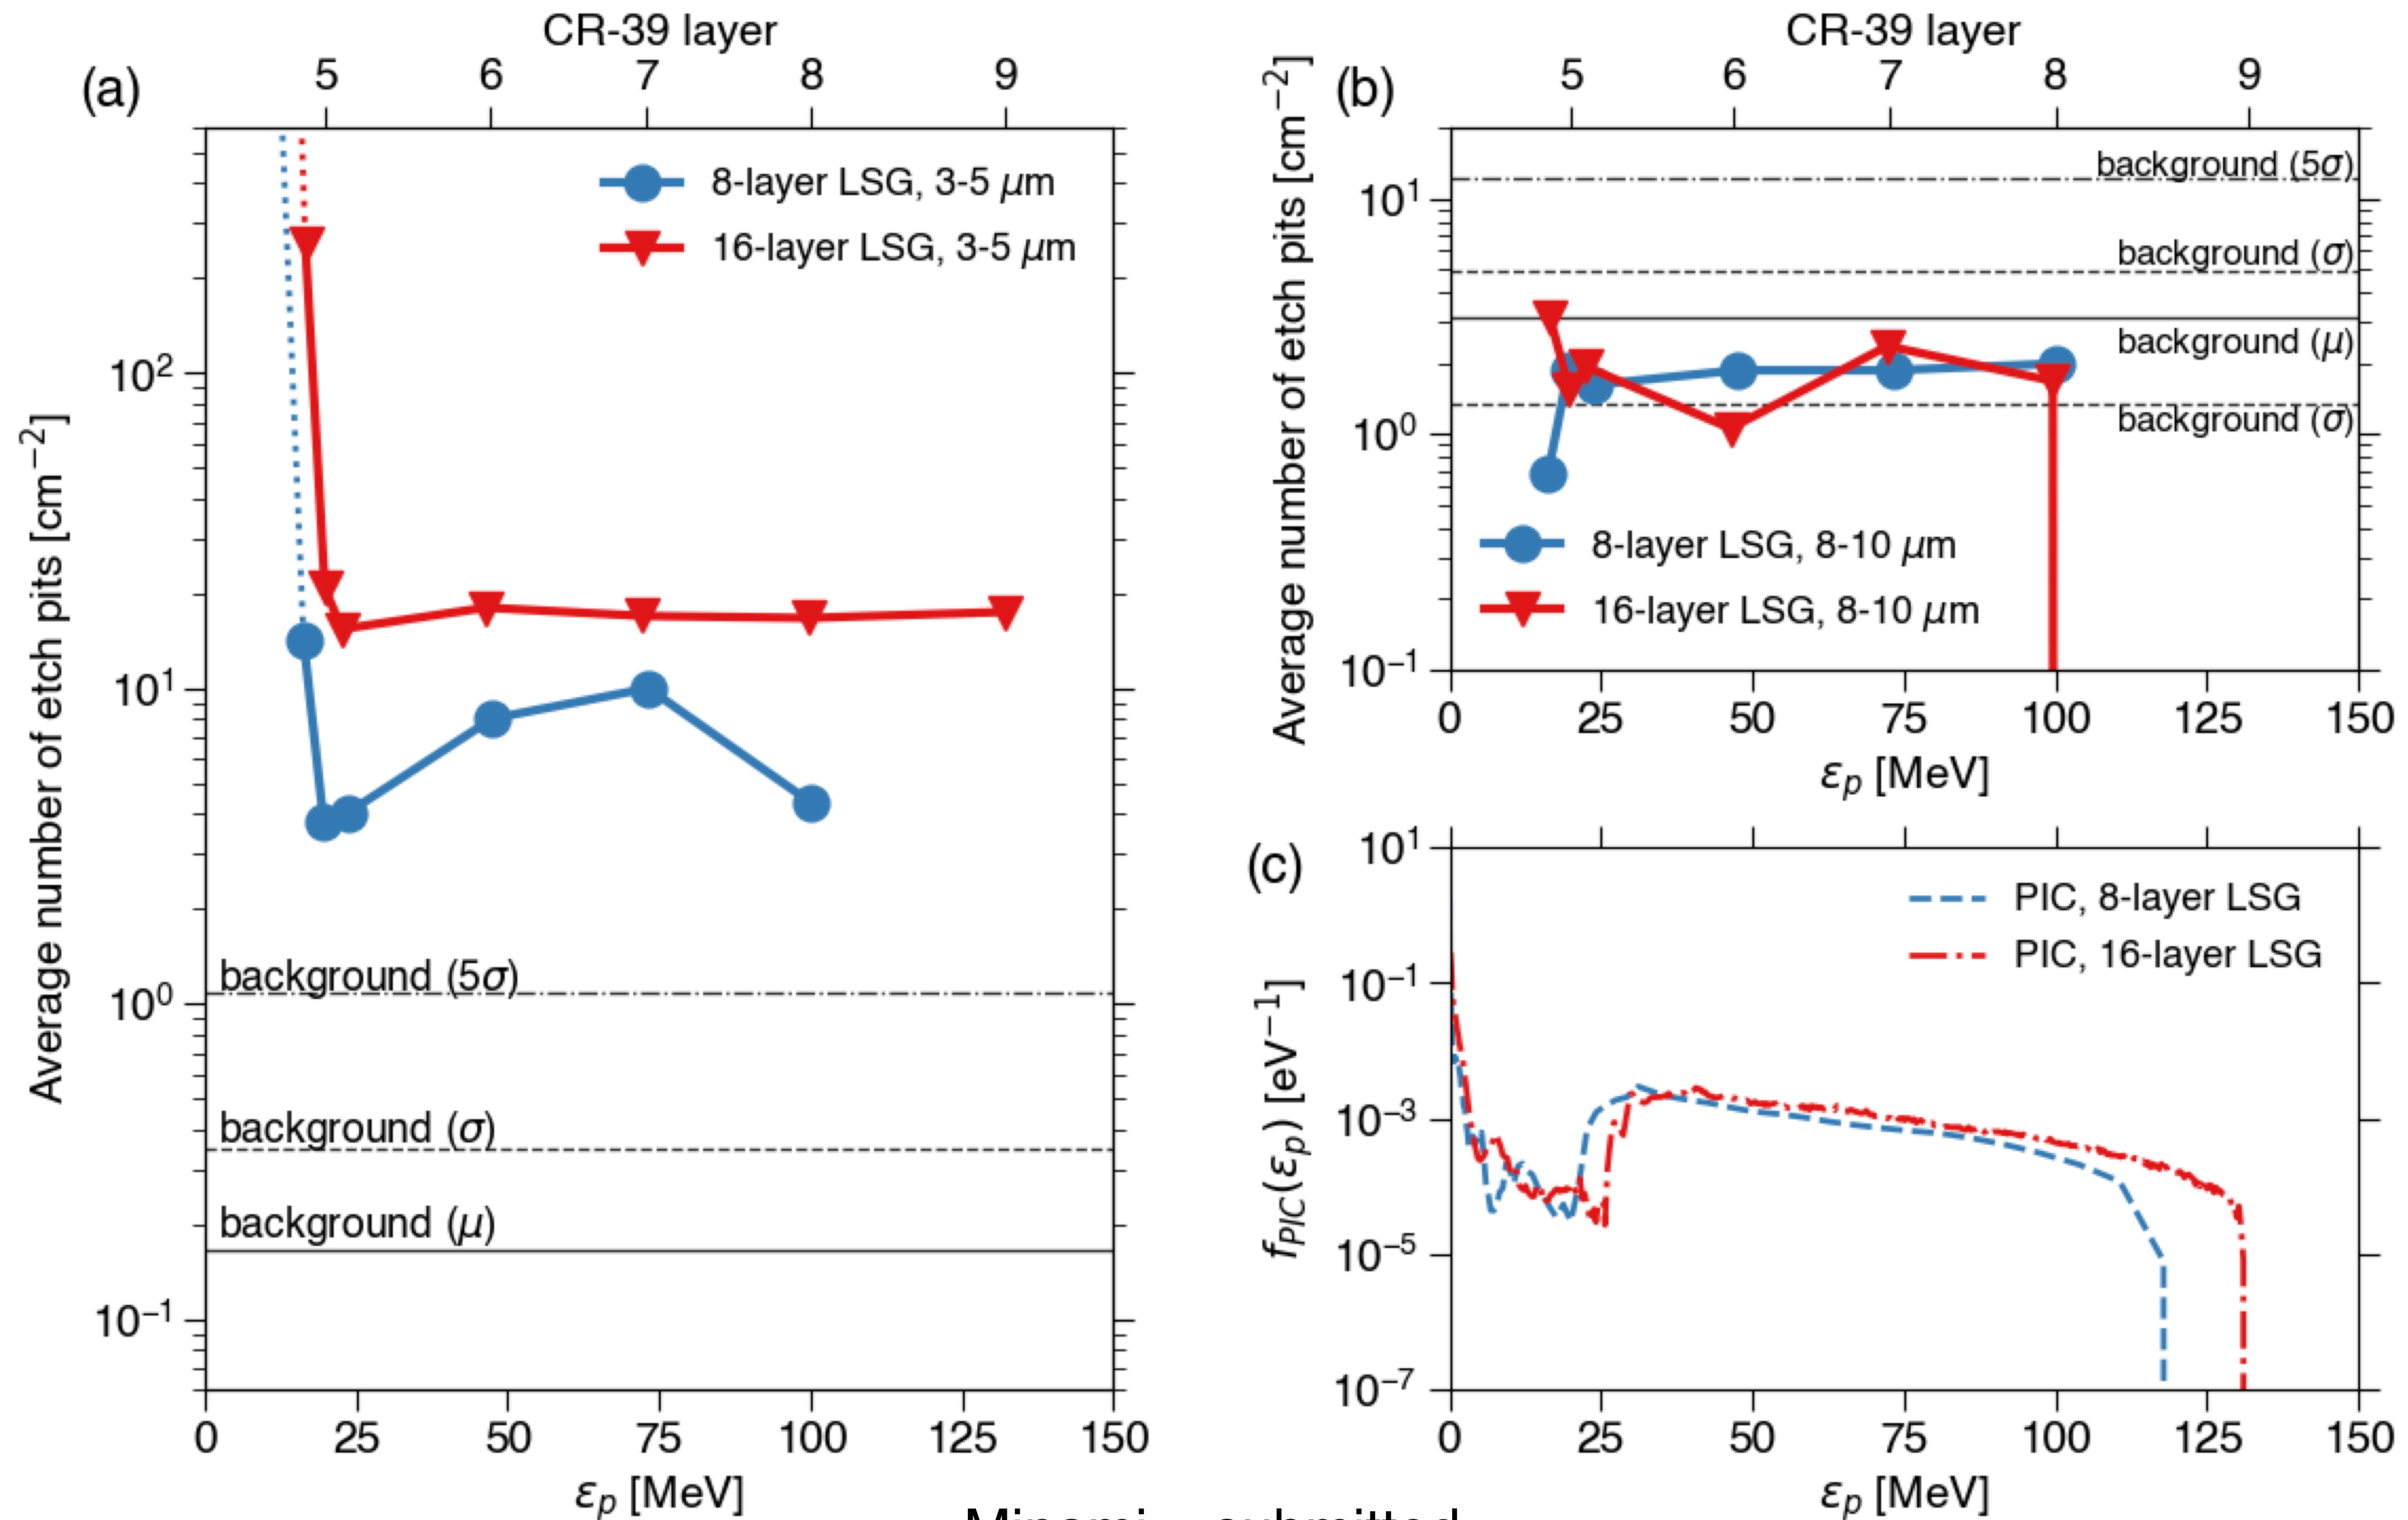 (a)
CR-39 layer
5 6 7 8 9
8-layer LSG, 3-5 μm
16-layer LSG, 3-5 μm
Average number of etch pits [cm⁻²]
10²
10¹
10⁰
10⁻¹
background (5σ)
background (σ)
background (μ)
0 25 50 75 100 125 150
εₚ [MeV]
(b)
CR-39 layer
5 6 7 8 9
Average number of etch pits [cm⁻²]
10¹
10⁰
10⁻¹
background (5σ)
background (σ)
background (μ)
background (σ)
8-layer LSG, 8-10 μm
16-layer LSG, 8-10 μm
0 25 50 75 100 125 150
εₚ [MeV]
(c)
PIC, 8-layer LSG
PIC, 16-layer LSG
f_PIC(εₚ) [eV⁻¹]
10¹
10⁻¹
10⁻³
10⁻⁵
10⁻⁷
0 25 50 75 100 125 150
εₚ [MeV]